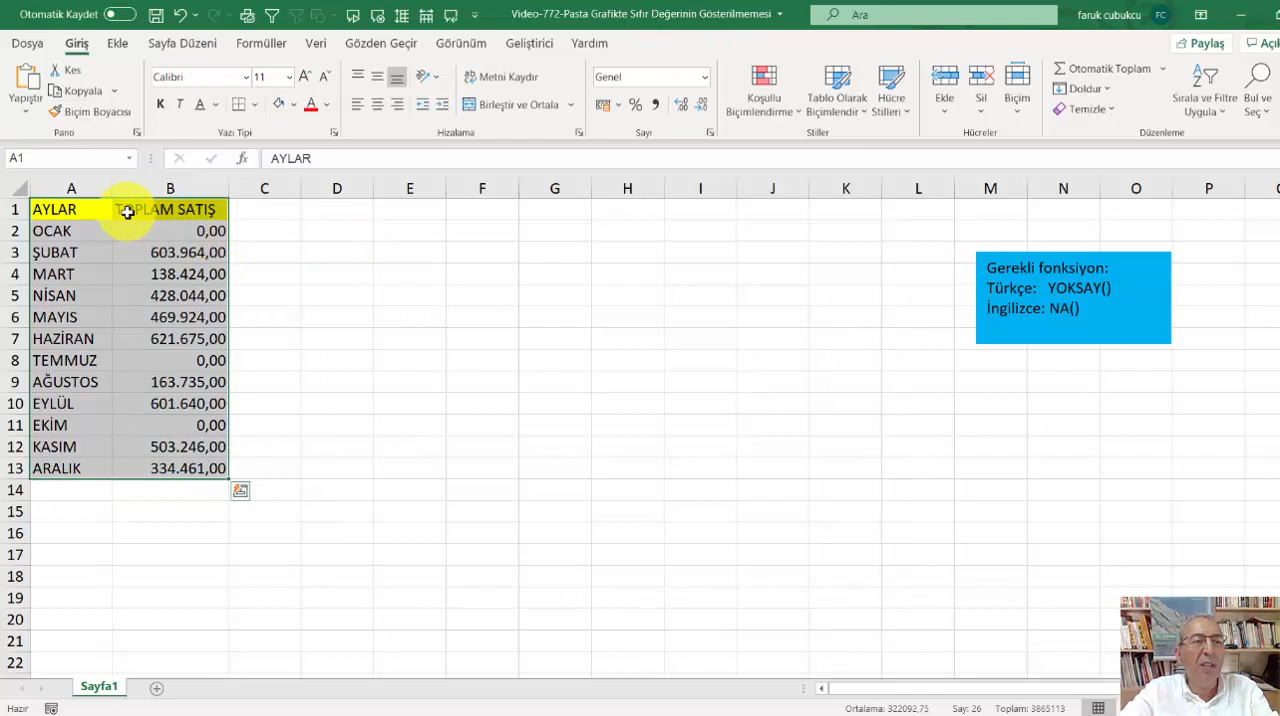 Otomatik Kaydet
Video-772-Pasta Grafikte Sıfır Değerinin Gösterilmemesi
Ara
faruk cubukcu
FC
Dosya Giriş Ekle Sayfa Düzeni Formüller Veri Gözden Geçir Görünüm Geliştirici Yardım
Paylaş
Yapıştır
Kes
Kopyala
Biçim Boyacısı
Pano
Calibri 11
K T A
Yazı Tipi
Metni Kaydır
Birleştir ve Ortala
Hizalama
Genel
Sayı
Koşullu Biçimlendirme
Tablo Olarak Biçimlendir
Hücre Stilleri
Stiller
Ekle
Sil
Biçim
Hücreler
Otomatik Toplam
Doldur
Temizle
Sırala ve Filtre Uygula
Bul ve Seç
Düzenleme
A1
fx
AYLAR
A B C D E F G H I J K L M N O P
1 AYLAR TOPLAM SATIŞ
2 OCAK 0,00
3 ŞUBAT 603.964,00
4 MART 138.424,00
5 NİSAN 428.044,00
6 MAYIS 469.924,00
7 HAZİRAN 621.675,00
8 TEMMUZ 0,00
9 AĞUSTOS 163.735,00
10 EYLÜL 601.640,00
11 EKİM 0,00
12 KASIM 503.246,00
13 ARALIK 334.461,00
14
15
16
17
18
19
20
21
22
Gerekli fonksiyon:
Türkçe: YOKSAY()
İngilizce: NA()
Sayfa1
Hazır
Ortalama: 322092,75 Say: 26 Toplam: 3865113